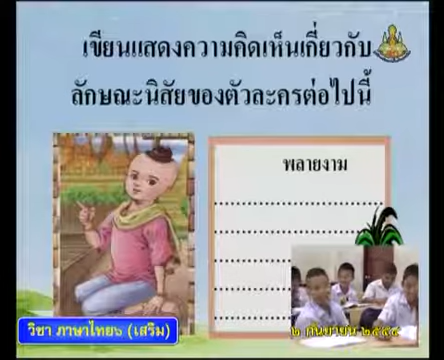 เขียนแสดงความคิดเห็นเกี่ยวกับ
ลักษณะนิสัยของตัวละครต่อไปนี้
พลายงาม
วิชา ภาษาไทย๖ (เสริม)
๒ กันยายน ๒๕๕๔